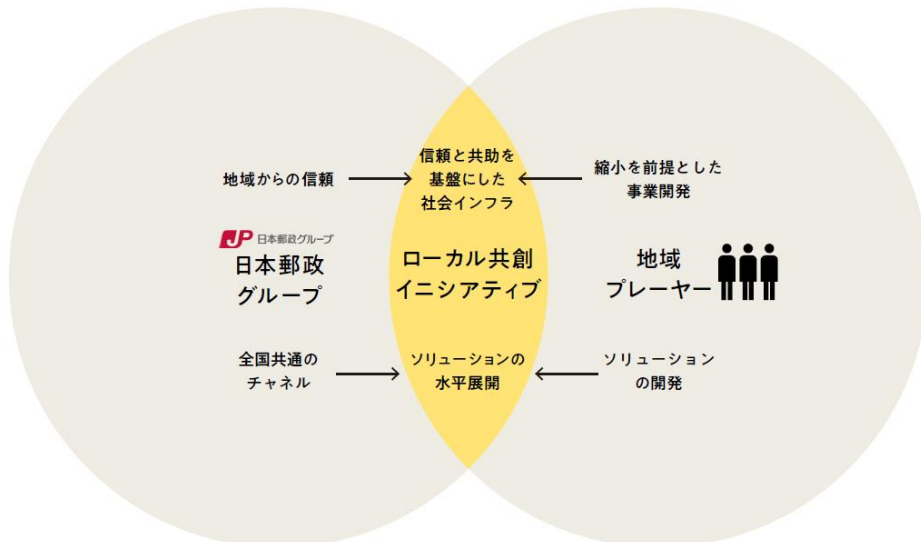 地域からの信頼
信頼と共助を
基盤にした
社会インフラ
縮小を前提とした
事業開発
JP 日本郵政グループ
日本郵政
グループ
ローカル共創
イニシアティブ
地域
プレーヤー
全国共通の
チャネル
ソリューションの
水平展開
ソリューション
の開発